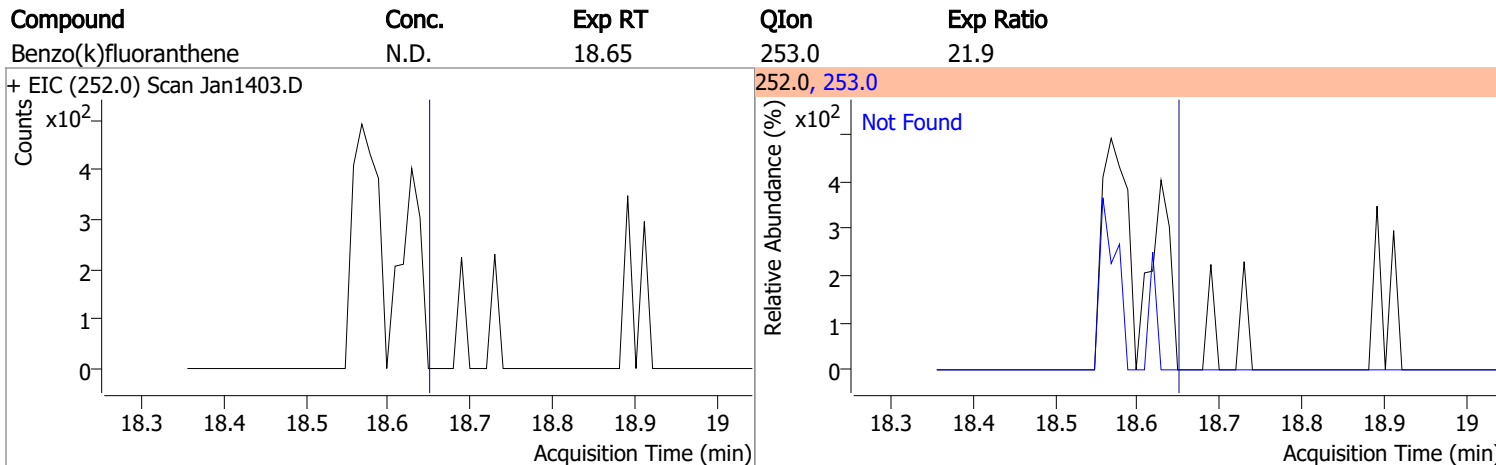 Compound Conc. Exp RT QIon Exp Ratio
Benzo(k)fluoranthene N.D. 18.65 253.0 21.9
+ EIC (252.0) Scan Jan1403.D
Counts
x10²
4
3
2
1
0
18.3 18.4 18.5 18.6 18.7 18.8 18.9 19
Acquisition Time (min)
252.0, 253.0
Relative Abundance (%)
x10²
Not Found
4
3
2
1
0
18.3 18.4 18.5 18.6 18.7 18.8 18.9 19
Acquisition Time (min)